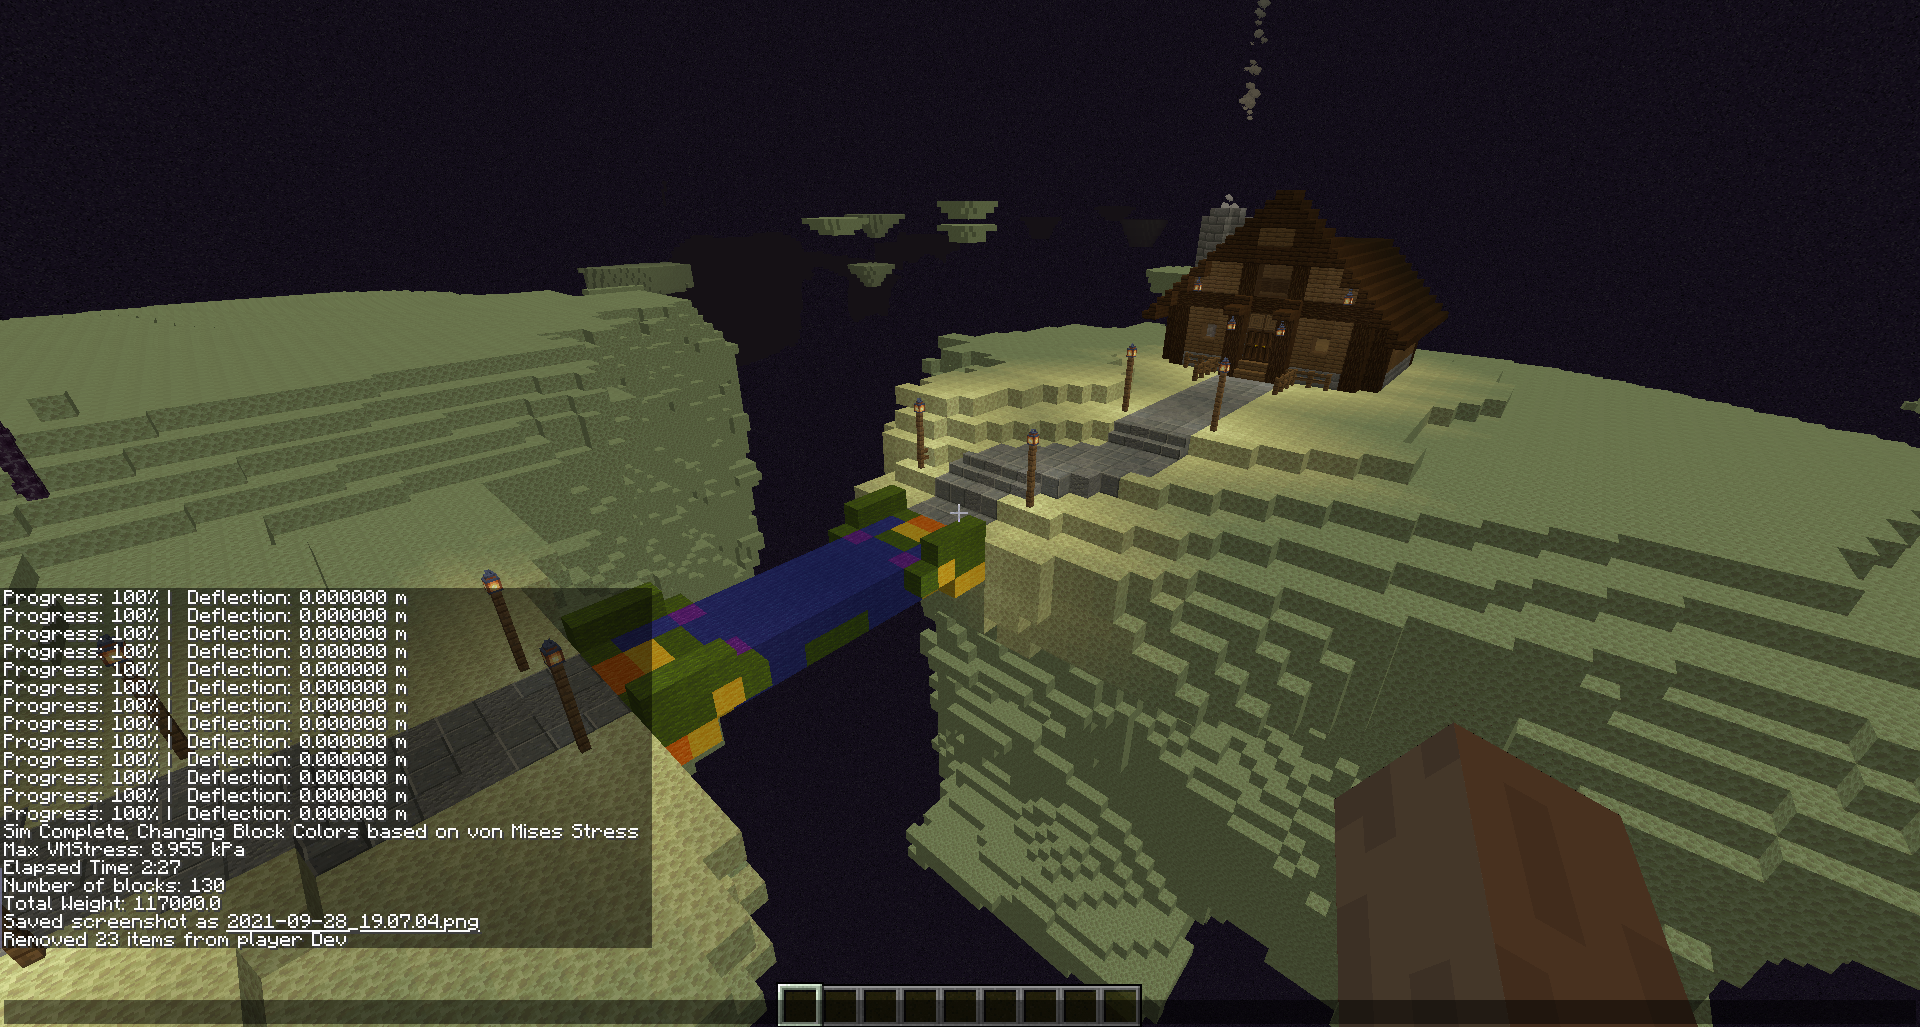 Progress: 100% | Deflection: 0.000000 m
Progress: 100% | Deflection: 0.000000 m
Progress: 100% | Deflection: 0.000000 m
Progress: 100% | Deflection: 0.000000 m
Progress: 100% | Deflection: 0.000000 m
Progress: 100% | Deflection: 0.000000 m
Progress: 100% | Deflection: 0.000000 m
Progress: 100% | Deflection: 0.000000 m
Progress: 100% | Deflection: 0.000000 m
Progress: 100% | Deflection: 0.000000 m
Progress: 100% | Deflection: 0.000000 m
Progress: 100% | Deflection: 0.000000 m
Progress: 100% | Deflection: 0.000000 m
Sim Complete, Changing Block Colors based on von Mises Stress
Max VMStress: 8.955 kPa
Elapsed Time: 2:27
Number of blocks: 130
Total Weight: 117000.0
Saved screenshot as 2021-09-28_19.07.04.png
Removed 23 items from player Dev